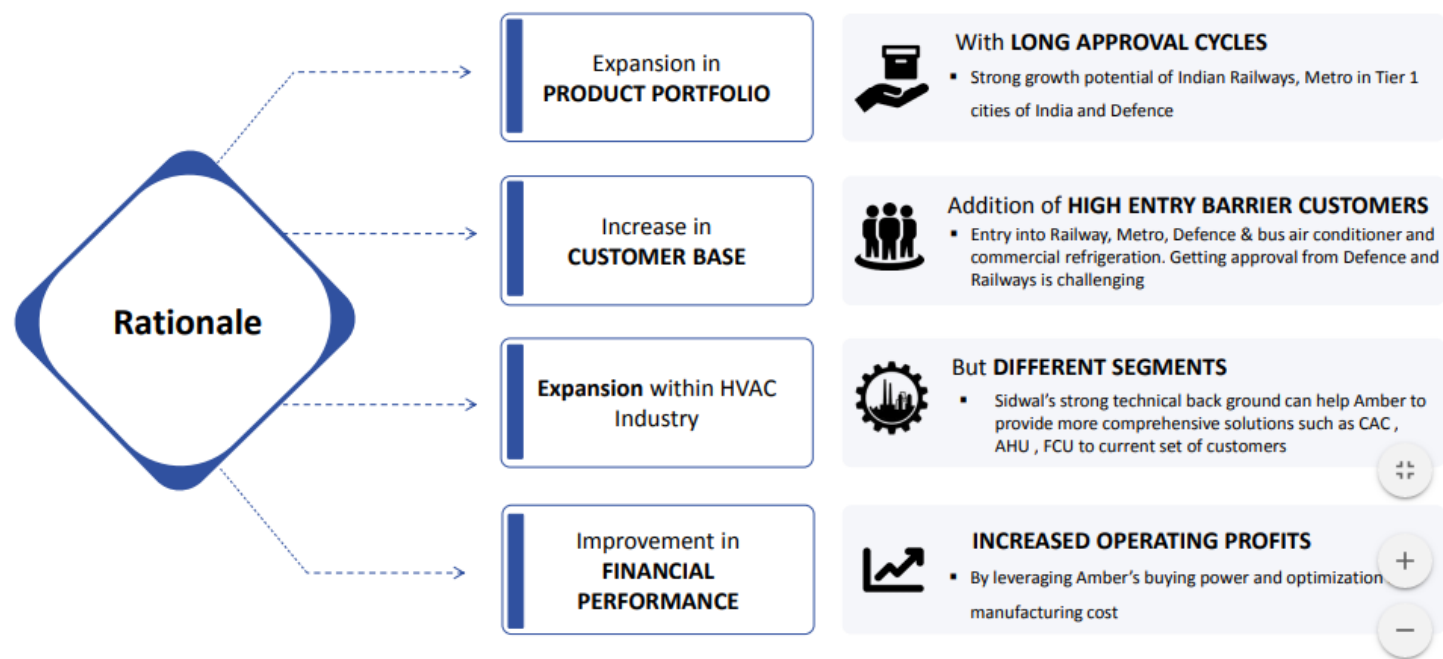 Rationale
Expansion in
PRODUCT PORTFOLIO
With LONG APPROVAL CYCLES
▪ Strong growth potential of Indian Railways, Metro in Tier 1
cities of India and Defence
Increase in
CUSTOMER BASE
Addition of HIGH ENTRY BARRIER CUSTOMERS
▪ Entry into Railway, Metro, Defence & bus air conditioner and
commercial refrigeration. Getting approval from Defence and
Railways is challenging
Expansion within HVAC
Industry
But DIFFERENT SEGMENTS
▪ Sidwal's strong technical back ground can help Amber to
provide more comprehensive solutions such as CAC ,
AHU , FCU to current set of customers
Improvement in
FINANCIAL
PERFORMANCE
INCREASED OPERATING PROFITS
▪ By leveraging Amber's buying power and optimization
manufacturing cost